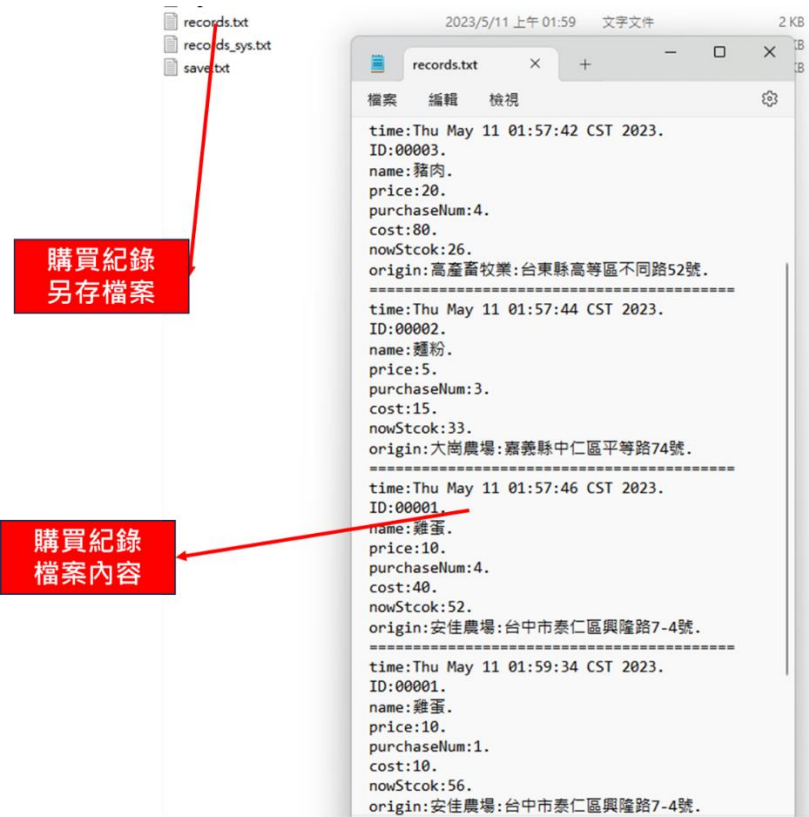 records.txt 2023/5/11 上午 01:59 文字文件 2 KB
records_sys.txt KB
save.txt KB
records.txt
檔案 編輯 檢視
time:Thu May 11 01:57:42 CST 2023.
ID:00003.
name:豬肉.
price:20.
purchaseNum:4.
cost:80.
nowStcok:26.
origin:高產畜牧業:台東縣高等區不同路52號.
==========================================
time:Thu May 11 01:57:44 CST 2023.
ID:00002.
name:麵粉.
price:5.
purchaseNum:3.
cost:15.
nowStcok:33.
origin:大崗農場:嘉義縣中仁區平等路74號.
==========================================
time:Thu May 11 01:57:46 CST 2023.
ID:00001.
name:雞蛋.
price:10.
purchaseNum:4.
cost:40.
nowStcok:52.
origin:安佳農場:台中市泰仁區興隆路7-4號.
==========================================
time:Thu May 11 01:59:34 CST 2023.
ID:00001.
name:雞蛋.
price:10.
purchaseNum:1.
cost:10.
nowStcok:56.
origin:安佳農場:台中市泰仁區興隆路7-4號.
購買紀錄
另存檔案
購買紀錄
檔案內容